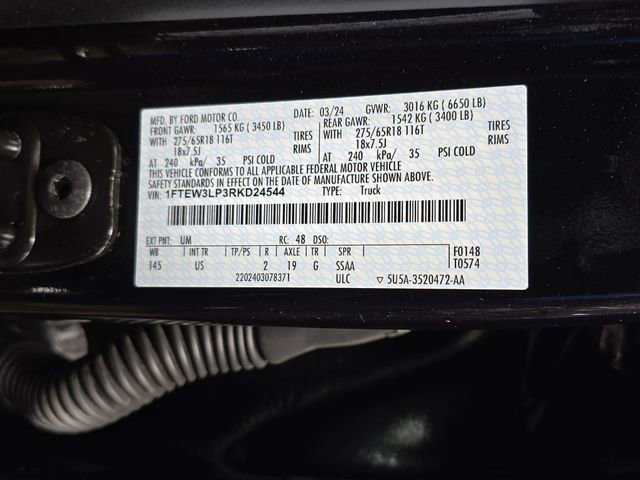 MFD. BY FORD MOTOR CO. DATE: 03/24 GVWR: 3016 KG ( 6650 LB)
FRONT GAWR: 1565 KG ( 3450 LB) REAR GAWR: 1542 KG ( 3400 LB)
WITH 275/65R18 116T TIRES WITH 275/65R18 116T TIRES
18x7.5J RIMS 18x7.5J RIMS
AT 240 kPa/ 35 PSI COLD AT 240 kPa/ 35 PSI COLD
THIS VEHICLE CONFORMS TO ALL APPLICABLE FEDERAL MOTOR VEHICLE
SAFETY STANDARDS IN EFFECT ON THE DATE OF MANUFACTURE SHOWN ABOVE
VIN: 1FTEW3LP3RKD24544 TYPE: Truck
EXT PNT: UM RC: 48 DSO:
WB INT TR TP/PS R AXLE TR SPR F0148
145 US 2 19 G SSAA T0574
2202403078371 ULC ▽ 5U5A-3520472-AA